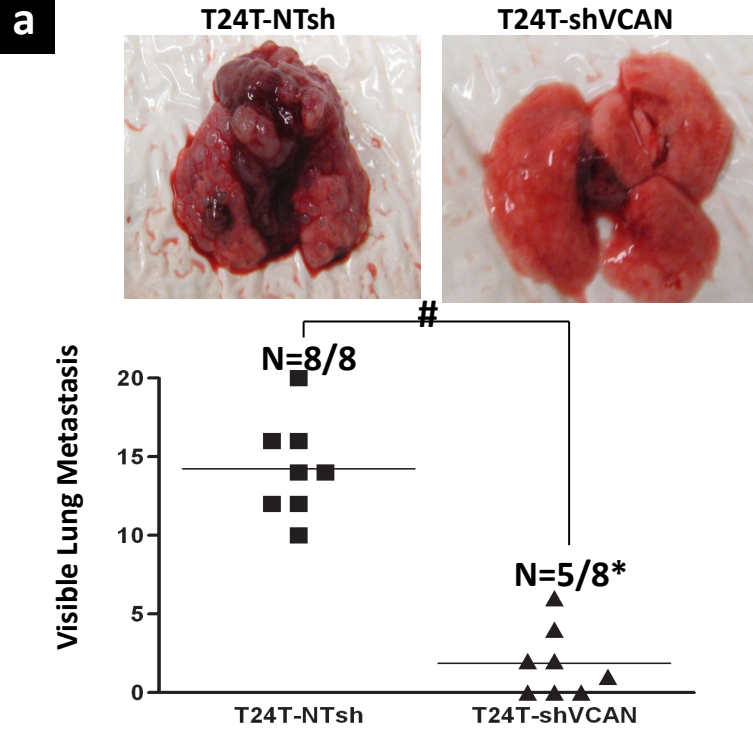 a
T24T-NTsh
T24T-shVCAN
#
N=8/8
Visible Lung Metastasis
20
15
10
5
0
N=5/8*
T24T-NTsh
T24T-shVCAN